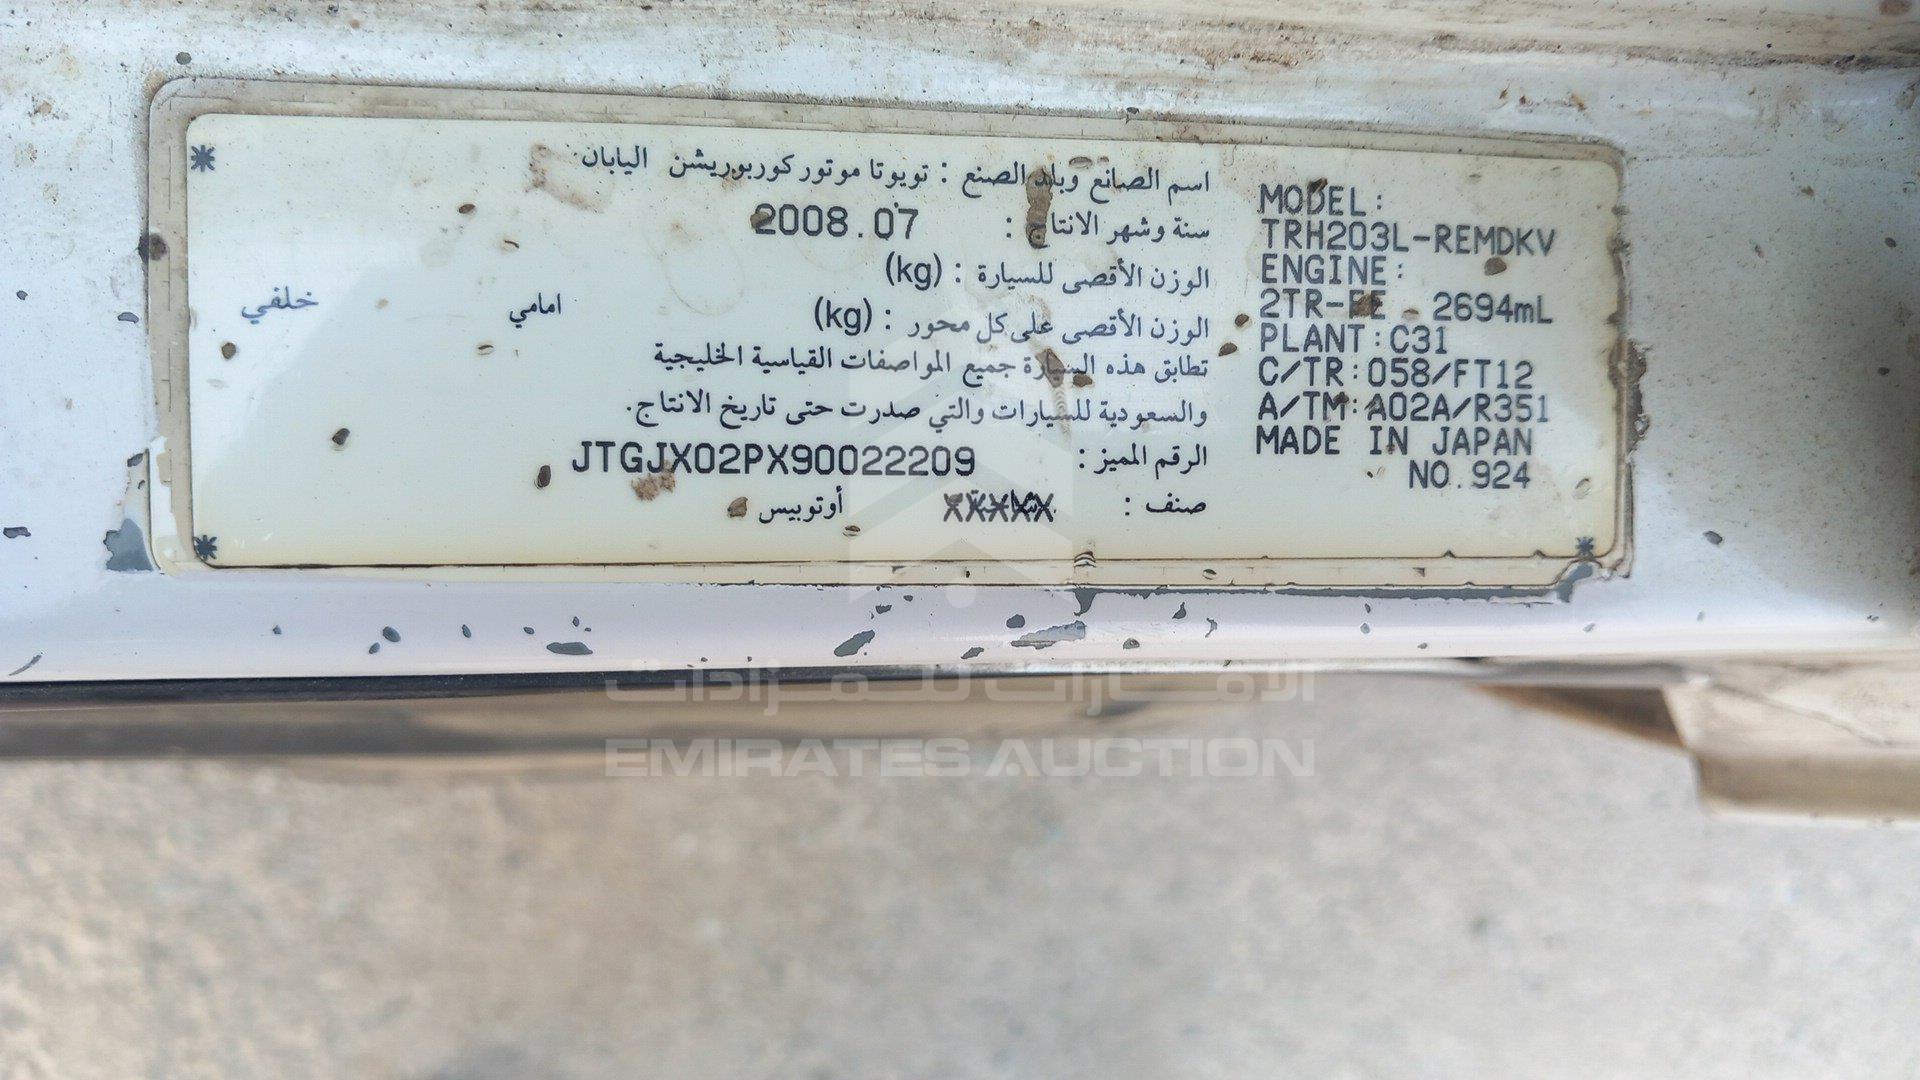 اسم الصانع وبلد الصنع : تويوتا موتور كوربوريشن اليابان
سنة وشهر الانتاج : 2008.07
الوزن الأقصى للسيارة : (kg)
الوزن الأقصى على كل محور : (kg) امامي خلفي
تطابق هذه السيارة جميع المواصفات القياسية الخليجية
والسعودية للسيارات والتي صدرت حتى تاريخ الانتاج.
الرقم المميز : JTGJX02PX90022209
صنف : XXXXX أوتوبيس
MODEL:
TRH203L-REMDKV
ENGINE:
2TR-FE 2694mL
PLANT:C31
C/TR:058/FT12
A/TM:A02A/R351
MADE IN JAPAN
NO.924
الامارات للمزادات
EMIRATES AUCTION